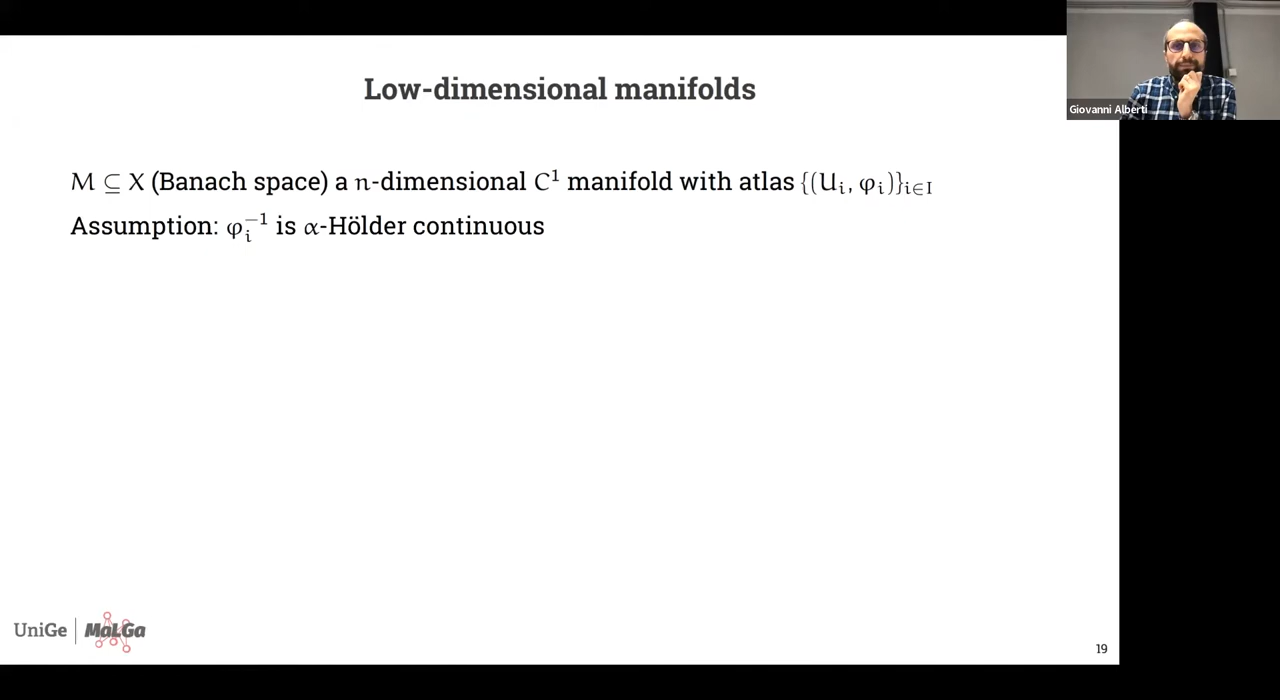 Low-dimensional manifolds
Giovanni Alberti
M ⊆ X (Banach space) a n-dimensional C¹ manifold with atlas {(Uᵢ, φᵢ)}ᵢ∈I
Assumption: φᵢ⁻¹ is α-Hölder continuous
UniGe | MaLGa
19